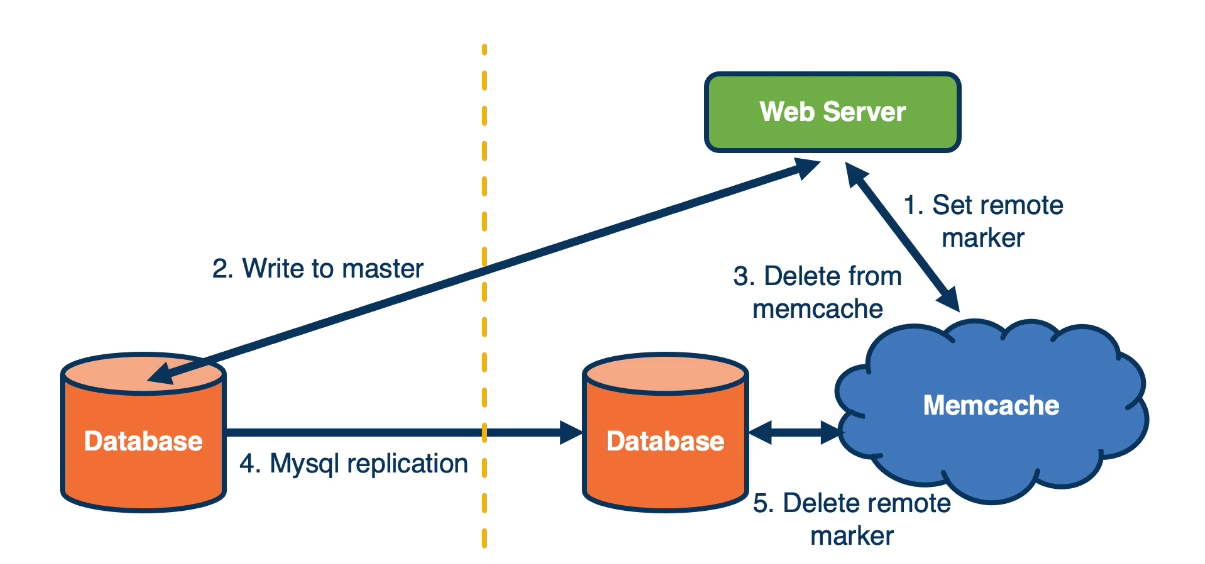 Web Server
1. Set remote
marker
2. Write to master
3. Delete from
memcache
Database
4. Mysql replication
Database
Memcache
5. Delete remote
marker